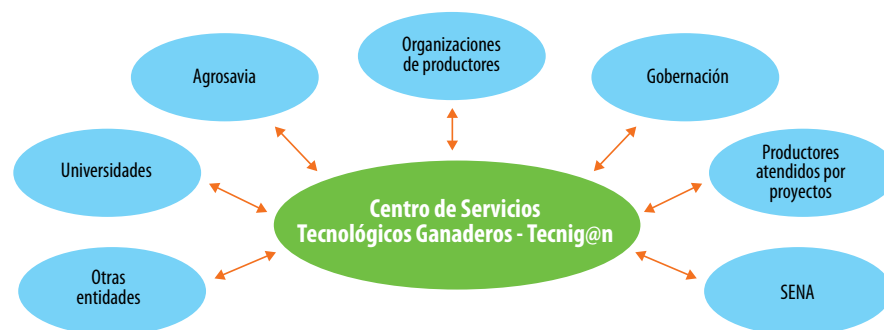 Organizaciones
de productores
Agrosavia
Gobernación
Universidades
Productores
atendidos por
proyectos
Centro de Servicios
Tecnológicos Ganaderos - Tecnig@n
Otras
entidades
SENA